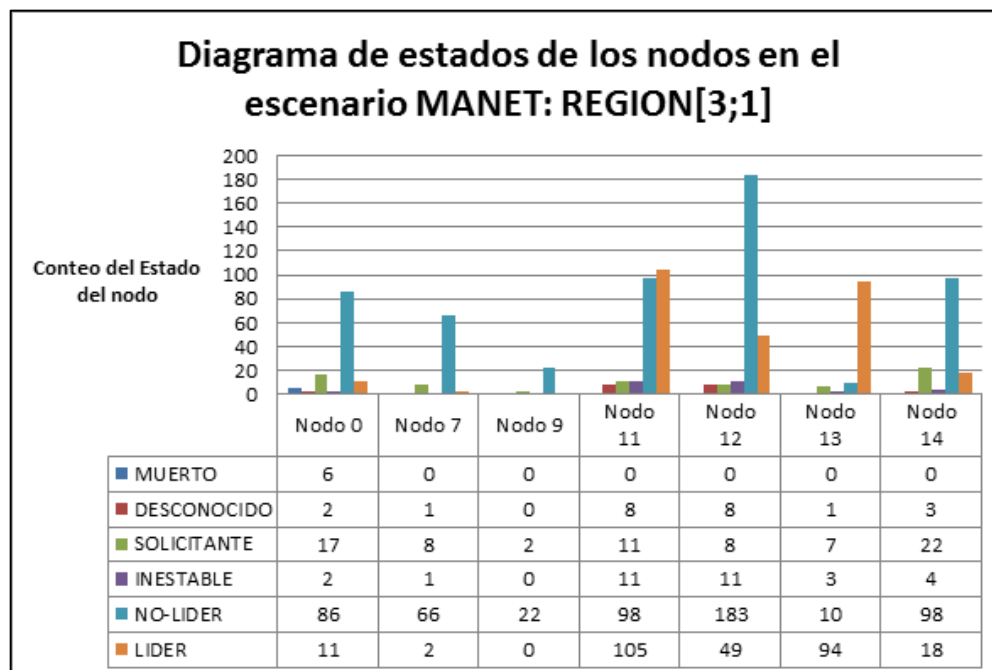 Diagrama de estados de los nodos en el
escenario MANET: REGION[3;1]
Conteo del Estado
del nodo
200
180
160
140
120
100
80
60
40
20
0
Nodo 0 Nodo 7 Nodo 9 Nodo 11 Nodo 12 Nodo 13 Nodo 14
MUERTO 6 0 0 0 0 0 0
DESCONOCIDO 2 1 0 8 8 1 3
SOLICITANTE 17 8 2 11 8 7 22
INESTABLE 2 1 0 11 11 3 4
NO-LIDER 86 66 22 98 183 10 98
LIDER 11 2 0 105 49 94 18